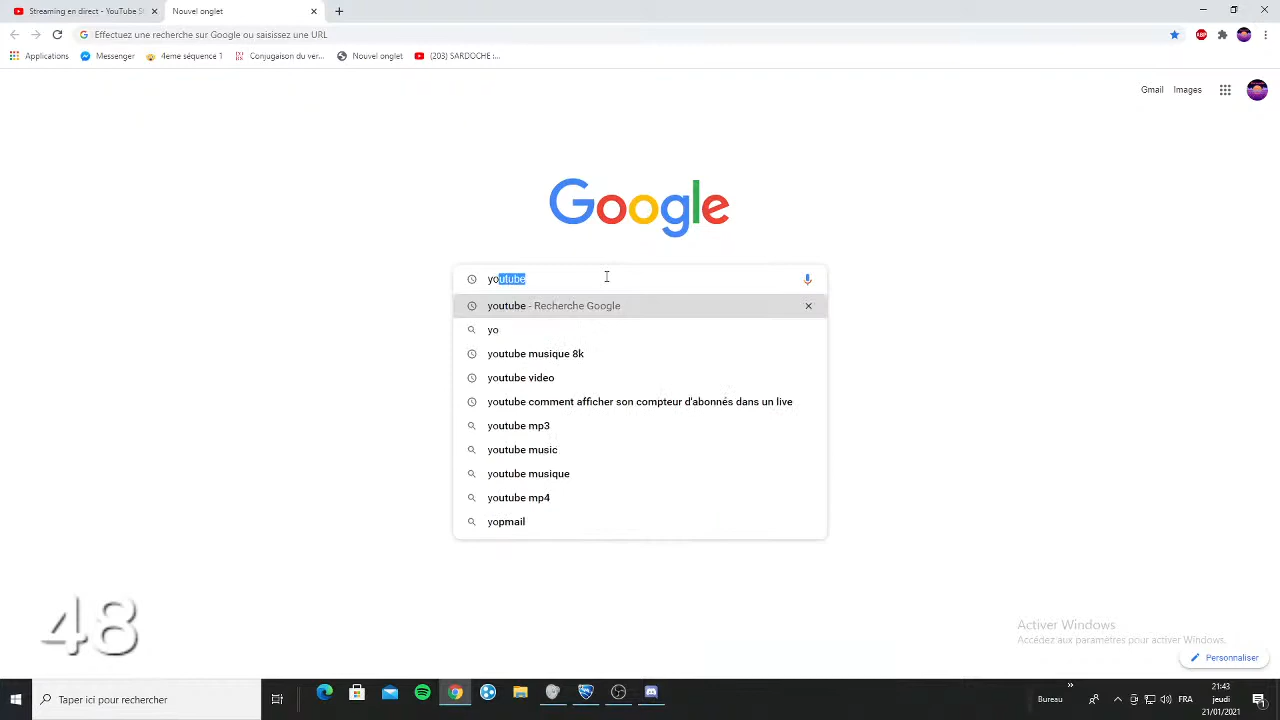 Streaming en direct - YouTube St
Nouvel onglet
Effectuez une recherche sur Google ou saisissez une URL
ABP
Applications
Messenger
4eme séquence 1
Conjugaison du ver...
Nouvel onglet
(203) SARDOCHE :...
Gmail
Images
Google
youtube
youtube - Recherche Google
yo
youtube musique 8k
youtube video
youtube comment afficher son compteur d'abonnés dans un live
youtube mp3
youtube music
youtube musique
youtube mp4
yopmail
48
Activer Windows
Accédez aux paramètres pour activer Windows.
Personnaliser
Taper ici pour rechercher
Bureau
»
FRA
21:43
jeudi
21/01/2021